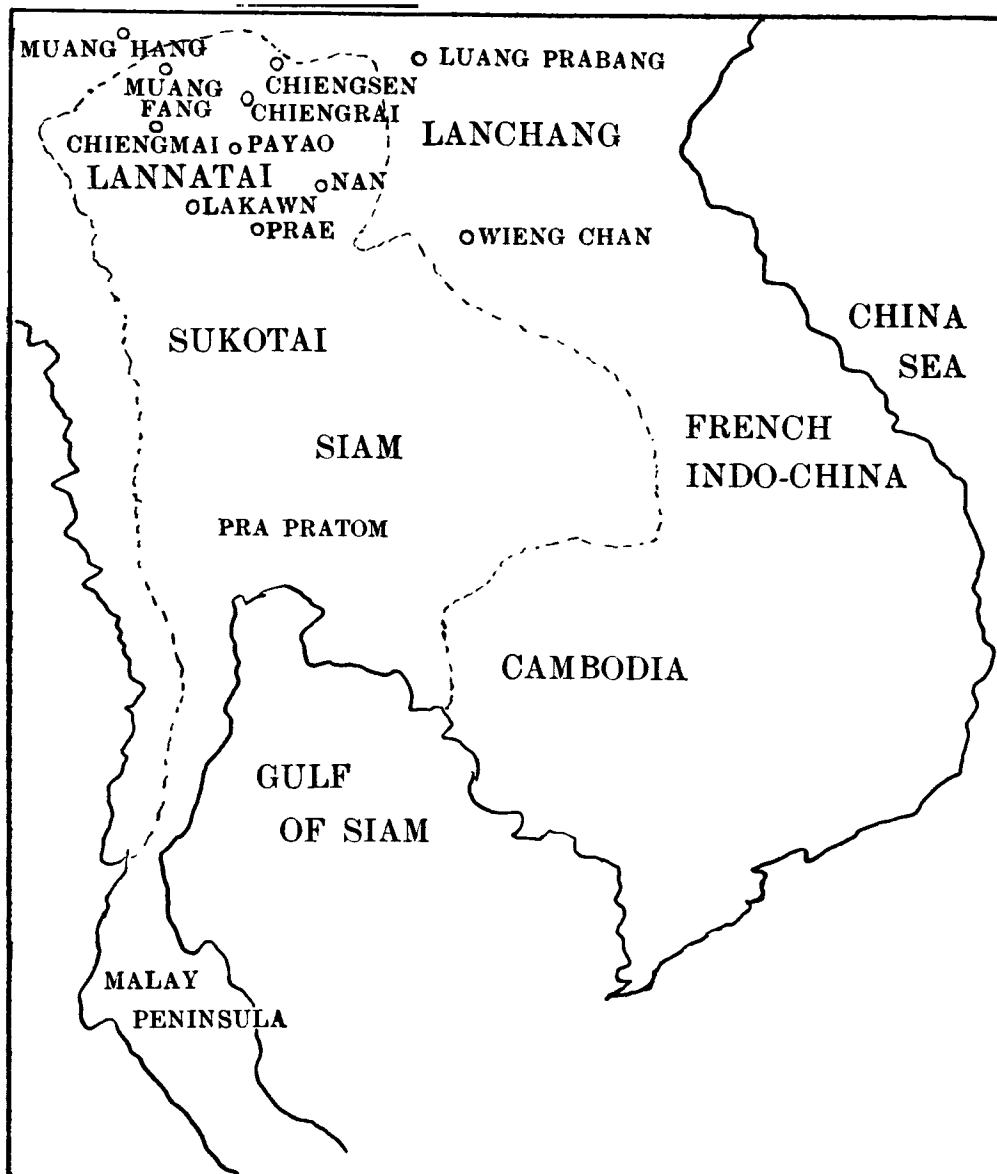 MUANG HANG
LUANG PRABANG
MUANG
FANG
CHIENGSEN
CHIENGRAI
CHIENGMAI
PAYAO
LANCHANG
LANNATAI
NAN
LAKAWN
PRAE
WIENG CHAN
SUKOTAI
CHINA
SEA
SIAM
FRENCH
INDO-CHINA
PRA PRATOM
CAMBODIA
GULF
OF SIAM
MALAY
PENINSULA